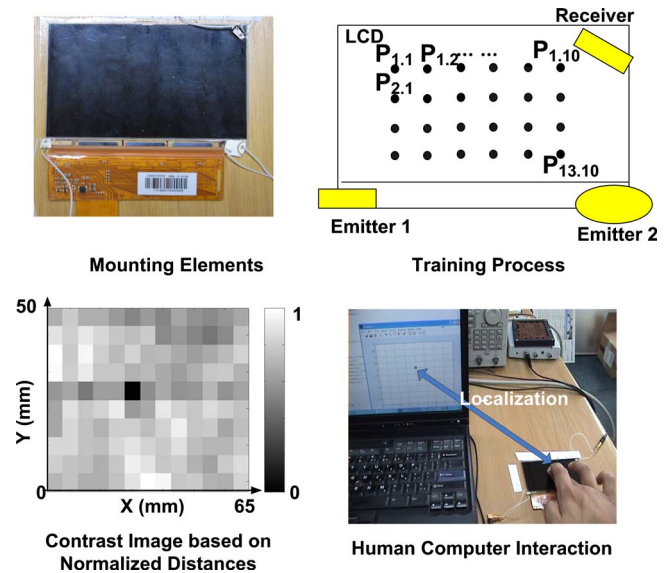 Receiver
LCD
P1.1 P1.2 ... ... P1.10
P2.1
P13.10
Emitter 1
Emitter 2
Mounting Elements
Training Process
50
1
Y (mm)
0
X (mm)
65
0
Localization
Contrast Image based on
Normalized Distances
Human Computer Interaction